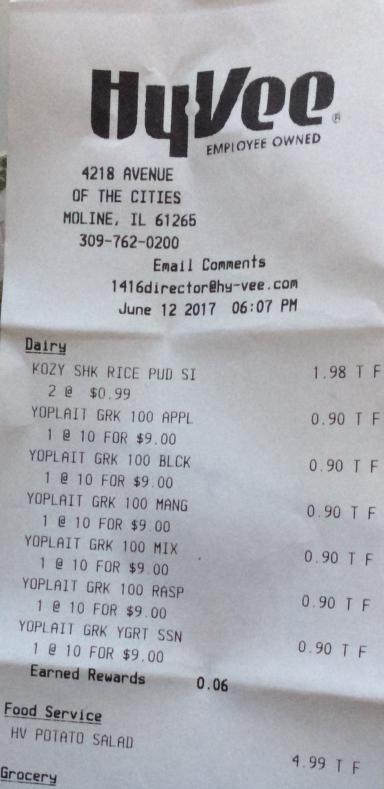 HyVee®
EMPLOYEE OWNED
4218 AVENUE
OF THE CITIES
MOLINE, IL 61265
309-762-0200
Email Comments
1416director@hy-vee.com
June 12 2017 06:07 PM
Dairy
KOZY SHK RICE PUD SI 1.98 T F
2 @ $0.99
YOPLAIT GRK 100 APPL 0.90 T F
1 @ 10 FOR $9.00
YOPLAIT GRK 100 BLCK 0.90 T F
1 @ 10 FOR $9.00
YOPLAIT GRK 100 MANG 0.90 T F
1 @ 10 FOR $9.00
YOPLAIT GRK 100 MIX 0.90 T F
1 @ 10 FOR $9.00
YOPLAIT GRK 100 RASP 0.90 T F
1 @ 10 FOR $9.00
YOPLAIT GRK YGRT SSN 0.90 T F
1 @ 10 FOR $9.00
Earned Rewards 0.06
Food Service
HV POTATO SALAD 4.99 T F
Grocery